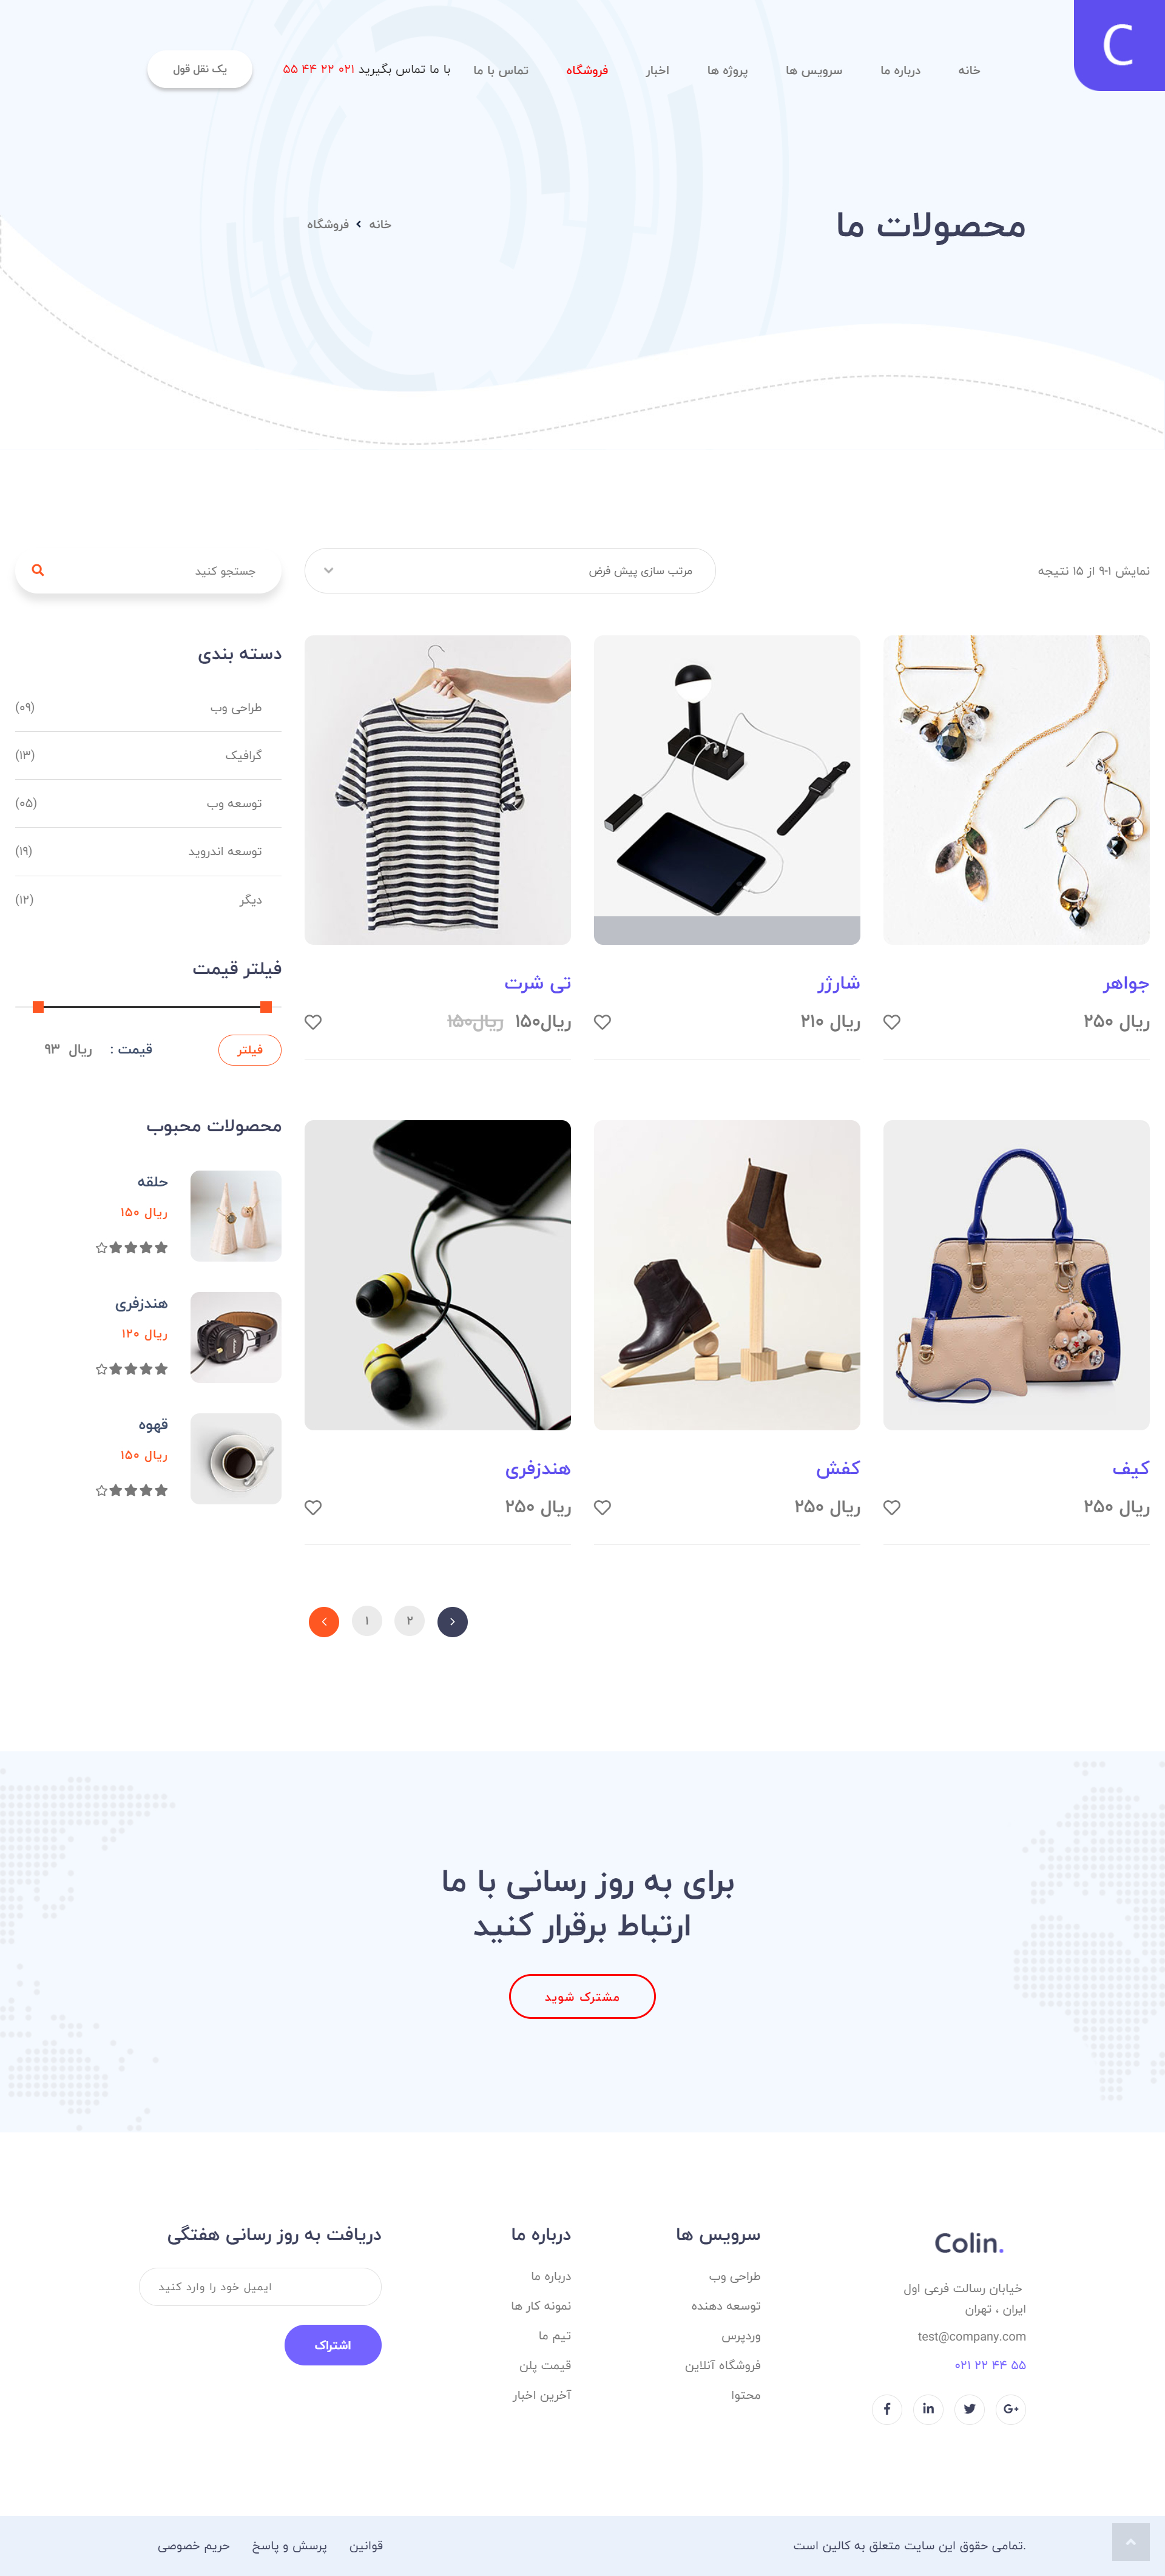 C
خانه
درباره ما
سرویس ها
پروژه ها
اخبار
فروشگاه
تماس با ما
با ما تماس بگیرید ۰۲۱ ۲۲ ۴۴ ۵۵
یک نقل قول
محصولات ما
خانه
فروشگاه
نمایش ۱-۹ از ۱۵ نتیجه
مرتب سازی پیش فرض
جواهر
ریال ۲۵۰
شارژر
ریال ۲۱۰
تی شرت
ریال۱۵۰ ریال۱۵۰
کیف
ریال ۲۵۰
کفش
ریال ۲۵۰
هندزفری
ریال ۲۵۰
۲
۱
جستجو کنید
دسته بندی
طراحی وب (۰۹)
گرافیک (۱۳)
توسعه وب (۰۵)
توسعه اندروید (۱۹)
دیگر (۱۲)
فیلتر قیمت
فیلتر
قیمت : ریال ۹۳
محصولات محبوب
حلقه
ریال ۱۵۰
هندزفری
ریال ۱۲۰
قهوه
ریال ۱۵۰
برای به روز رسانی با ما
ارتباط برقرار کنید
مشترک شوید
Colin.
خیابان رسالت فرعی اول
ایران ، تهران
test@company.com
۰۲۱ ۲۲ ۴۴ ۵۵
سرویس ها
طراحی وب
توسعه دهنده
وردپرس
فروشگاه آنلاین
محتوا
درباره ما
درباره ما
نمونه کار ها
تیم ما
قیمت پلن
آخرین اخبار
دریافت به روز رسانی هفتگی
ایمیل خود را وارد کنید
اشتراک
.تمامی حقوق این سایت متعلق به کالین است
قوانین
پرسش و پاسخ
حریم خصوصی